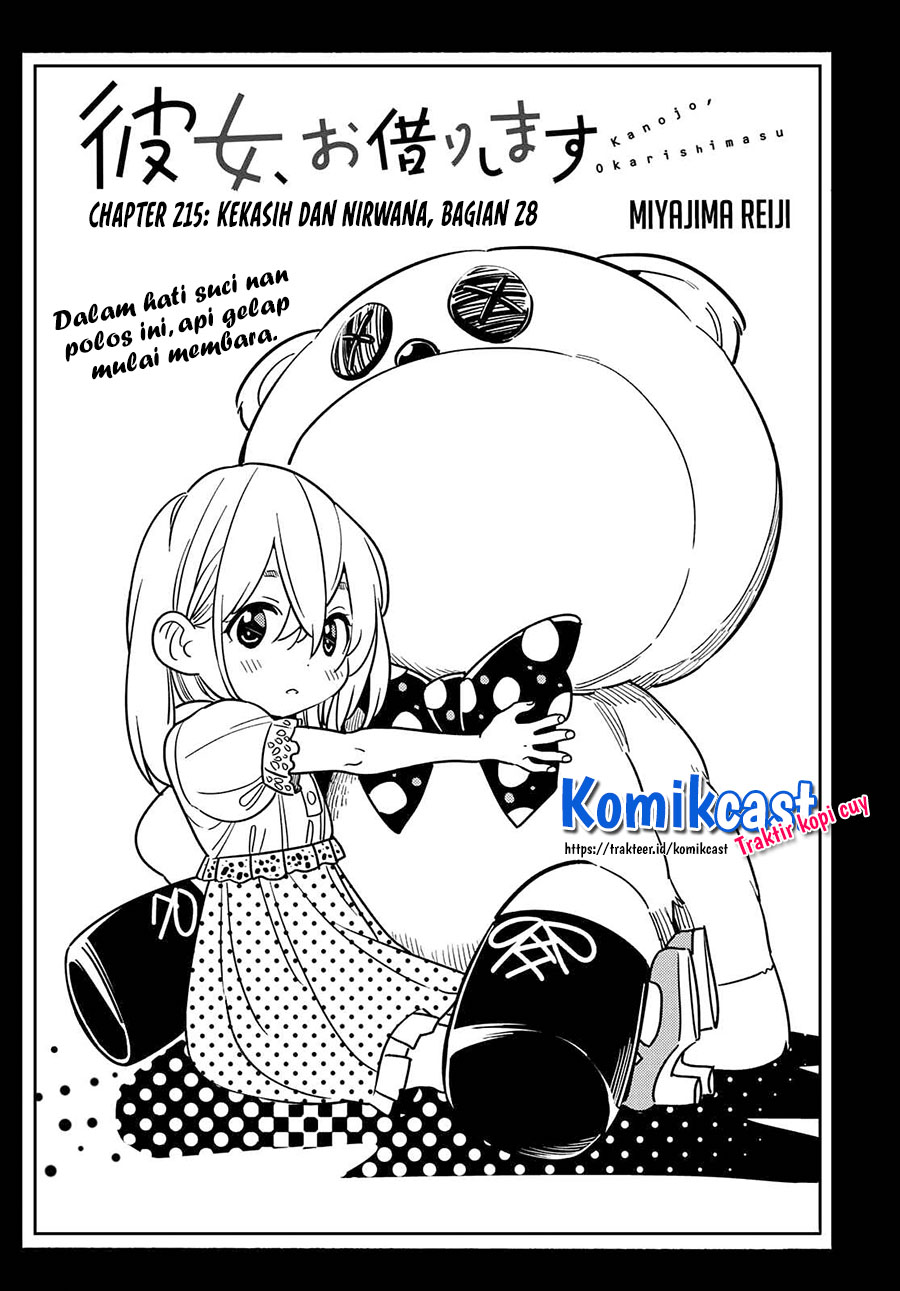 彼女、お借りします
Kanojo,
Okarishimasu
CHAPTER 215: KEKASIH DAN NIRWANA, BAGIAN 28
MIYAJIMA REIJI
Dalam hati suci nan
polos ini, api gelap
mulai membara.
Komikcast
Traktir kopi cuy
https://trakteer.id/komikcast